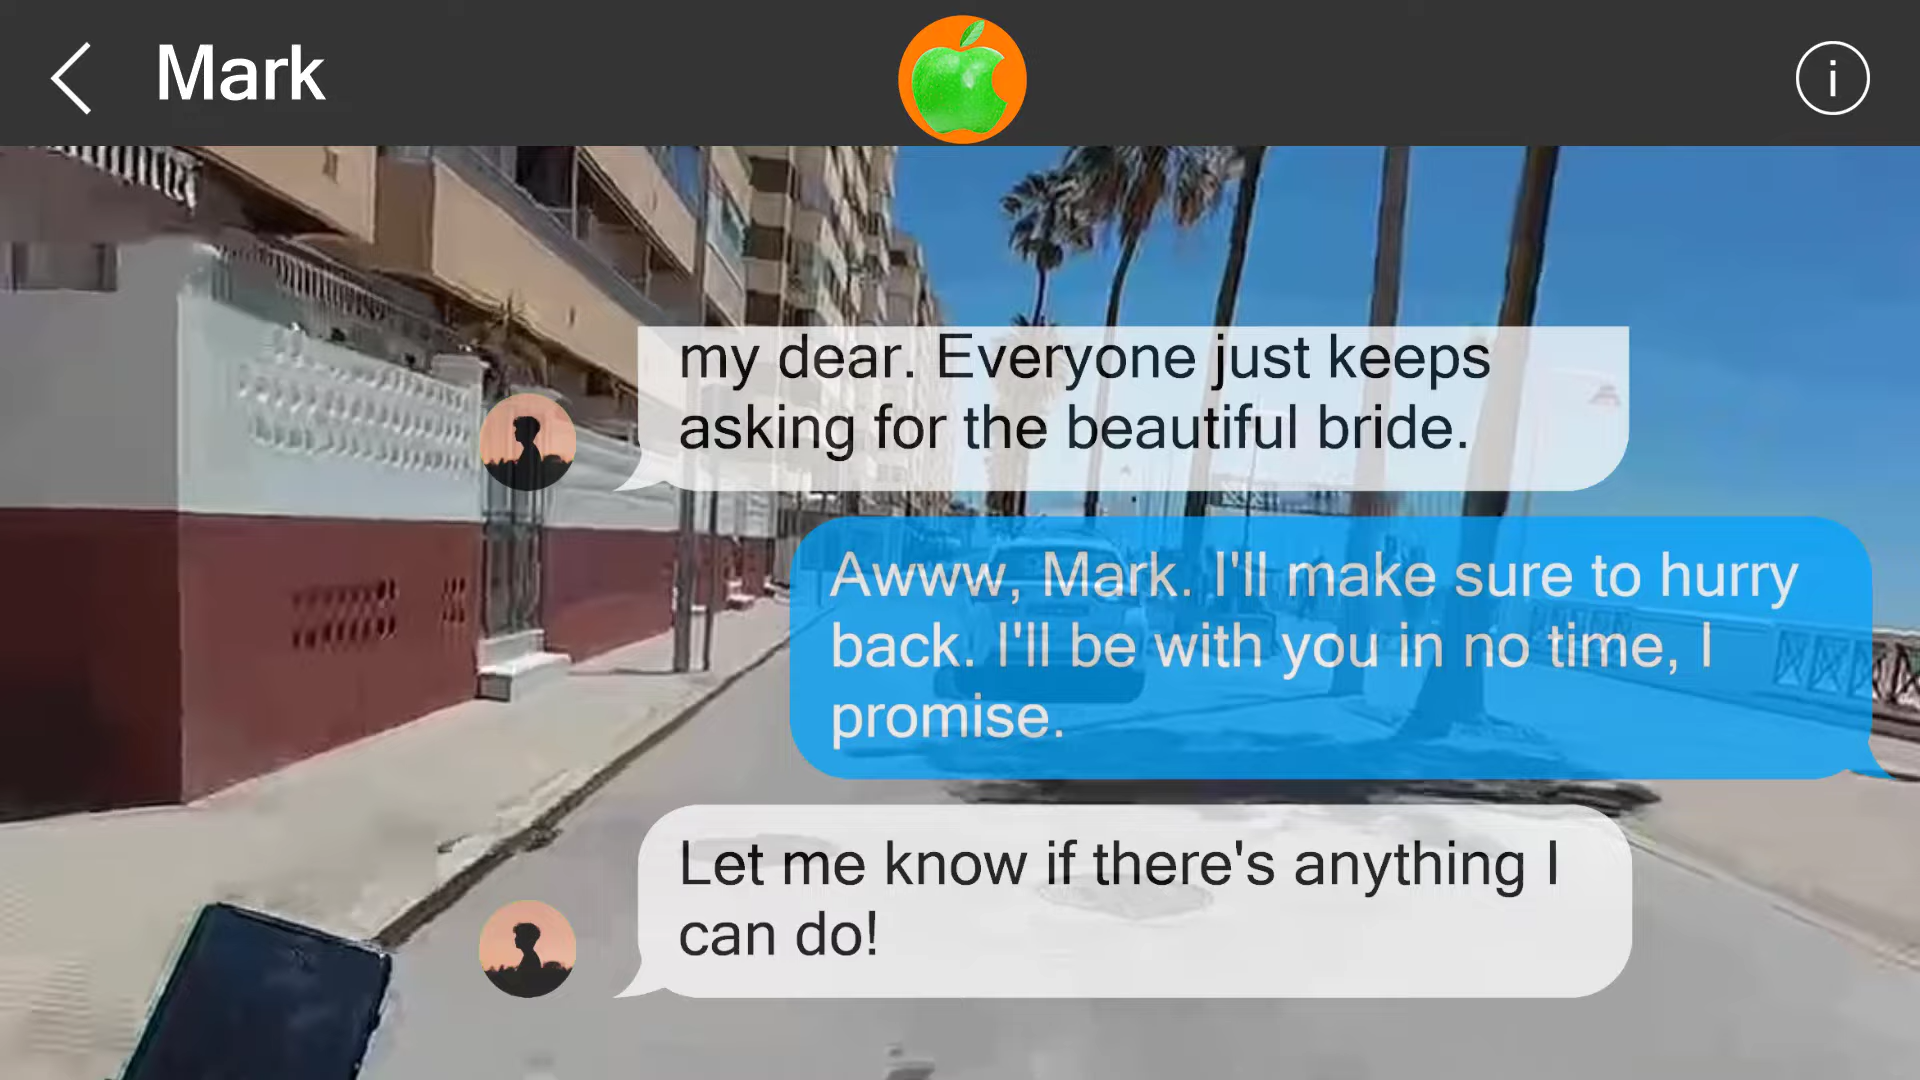 Mark
i
my dear. Everyone just keeps
asking for the beautiful bride.
Awww, Mark. I'll make sure to hurry
back. I'll be with you in no time, I
promise.
Let me know if there's anything I
can do!